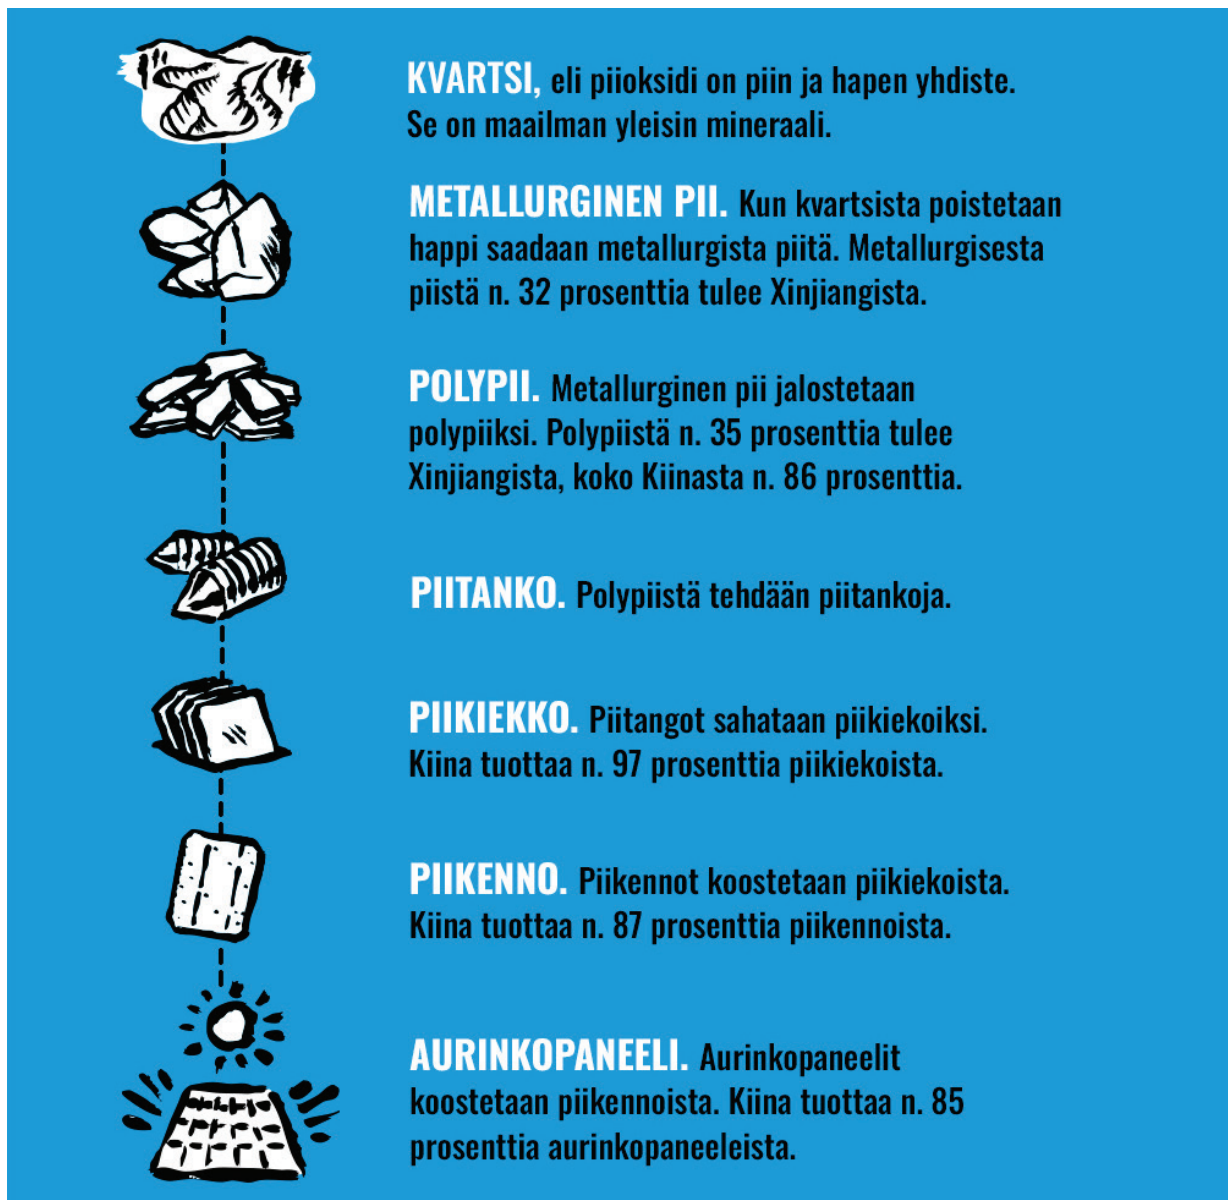 KVARTSI, eli piioksidi on piin ja hapen yhdiste.
Se on maailman yleisin mineraali.
METALLURGINEN PII. Kun kvartsista poistetaan
happi saadaan metallurgista piitä. Metallurgisesta
piistä n. 32 prosenttia tulee Xinjiangista.
POLYPII. Metallurginen pii jalostetaan
polypiiksi. Polypiistä n. 35 prosenttia tulee
Xinjiangista, koko Kiinasta n. 86 prosenttia.
PIITANKO. Polypiistä tehdään piitankoja.
PIIKIEKKO. Piitangot sahataan piikiekoiksi.
Kiina tuottaa n. 97 prosenttia piikiekoista.
PIIKENNO. Piikennot koostetaan piikiekoista.
Kiina tuottaa n. 87 prosenttia piikennoista.
AURINKOPANEELI. Aurinkopaneelit
koostetaan piikennoista. Kiina tuottaa n. 85
prosenttia aurinkopaneeleista.